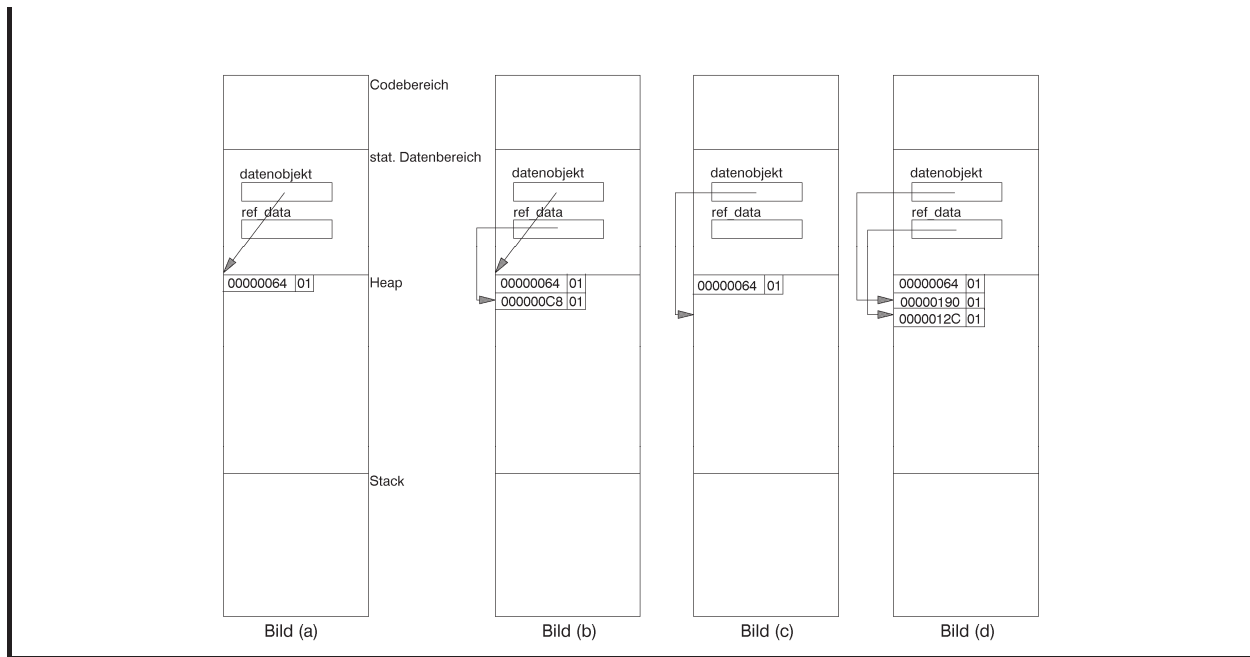 Codebereich
stat. Datenbereich
datenobjekt
ref_data
00000064 01
Heap
Stack
Bild (a)
datenobjekt
ref_data
00000064 01
000000C8 01
Bild (b)
datenobjekt
ref_data
00000064 01
Bild (c)
datenobjekt
ref_data
00000064 01
00000190 01
0000012C 01
Bild (d)